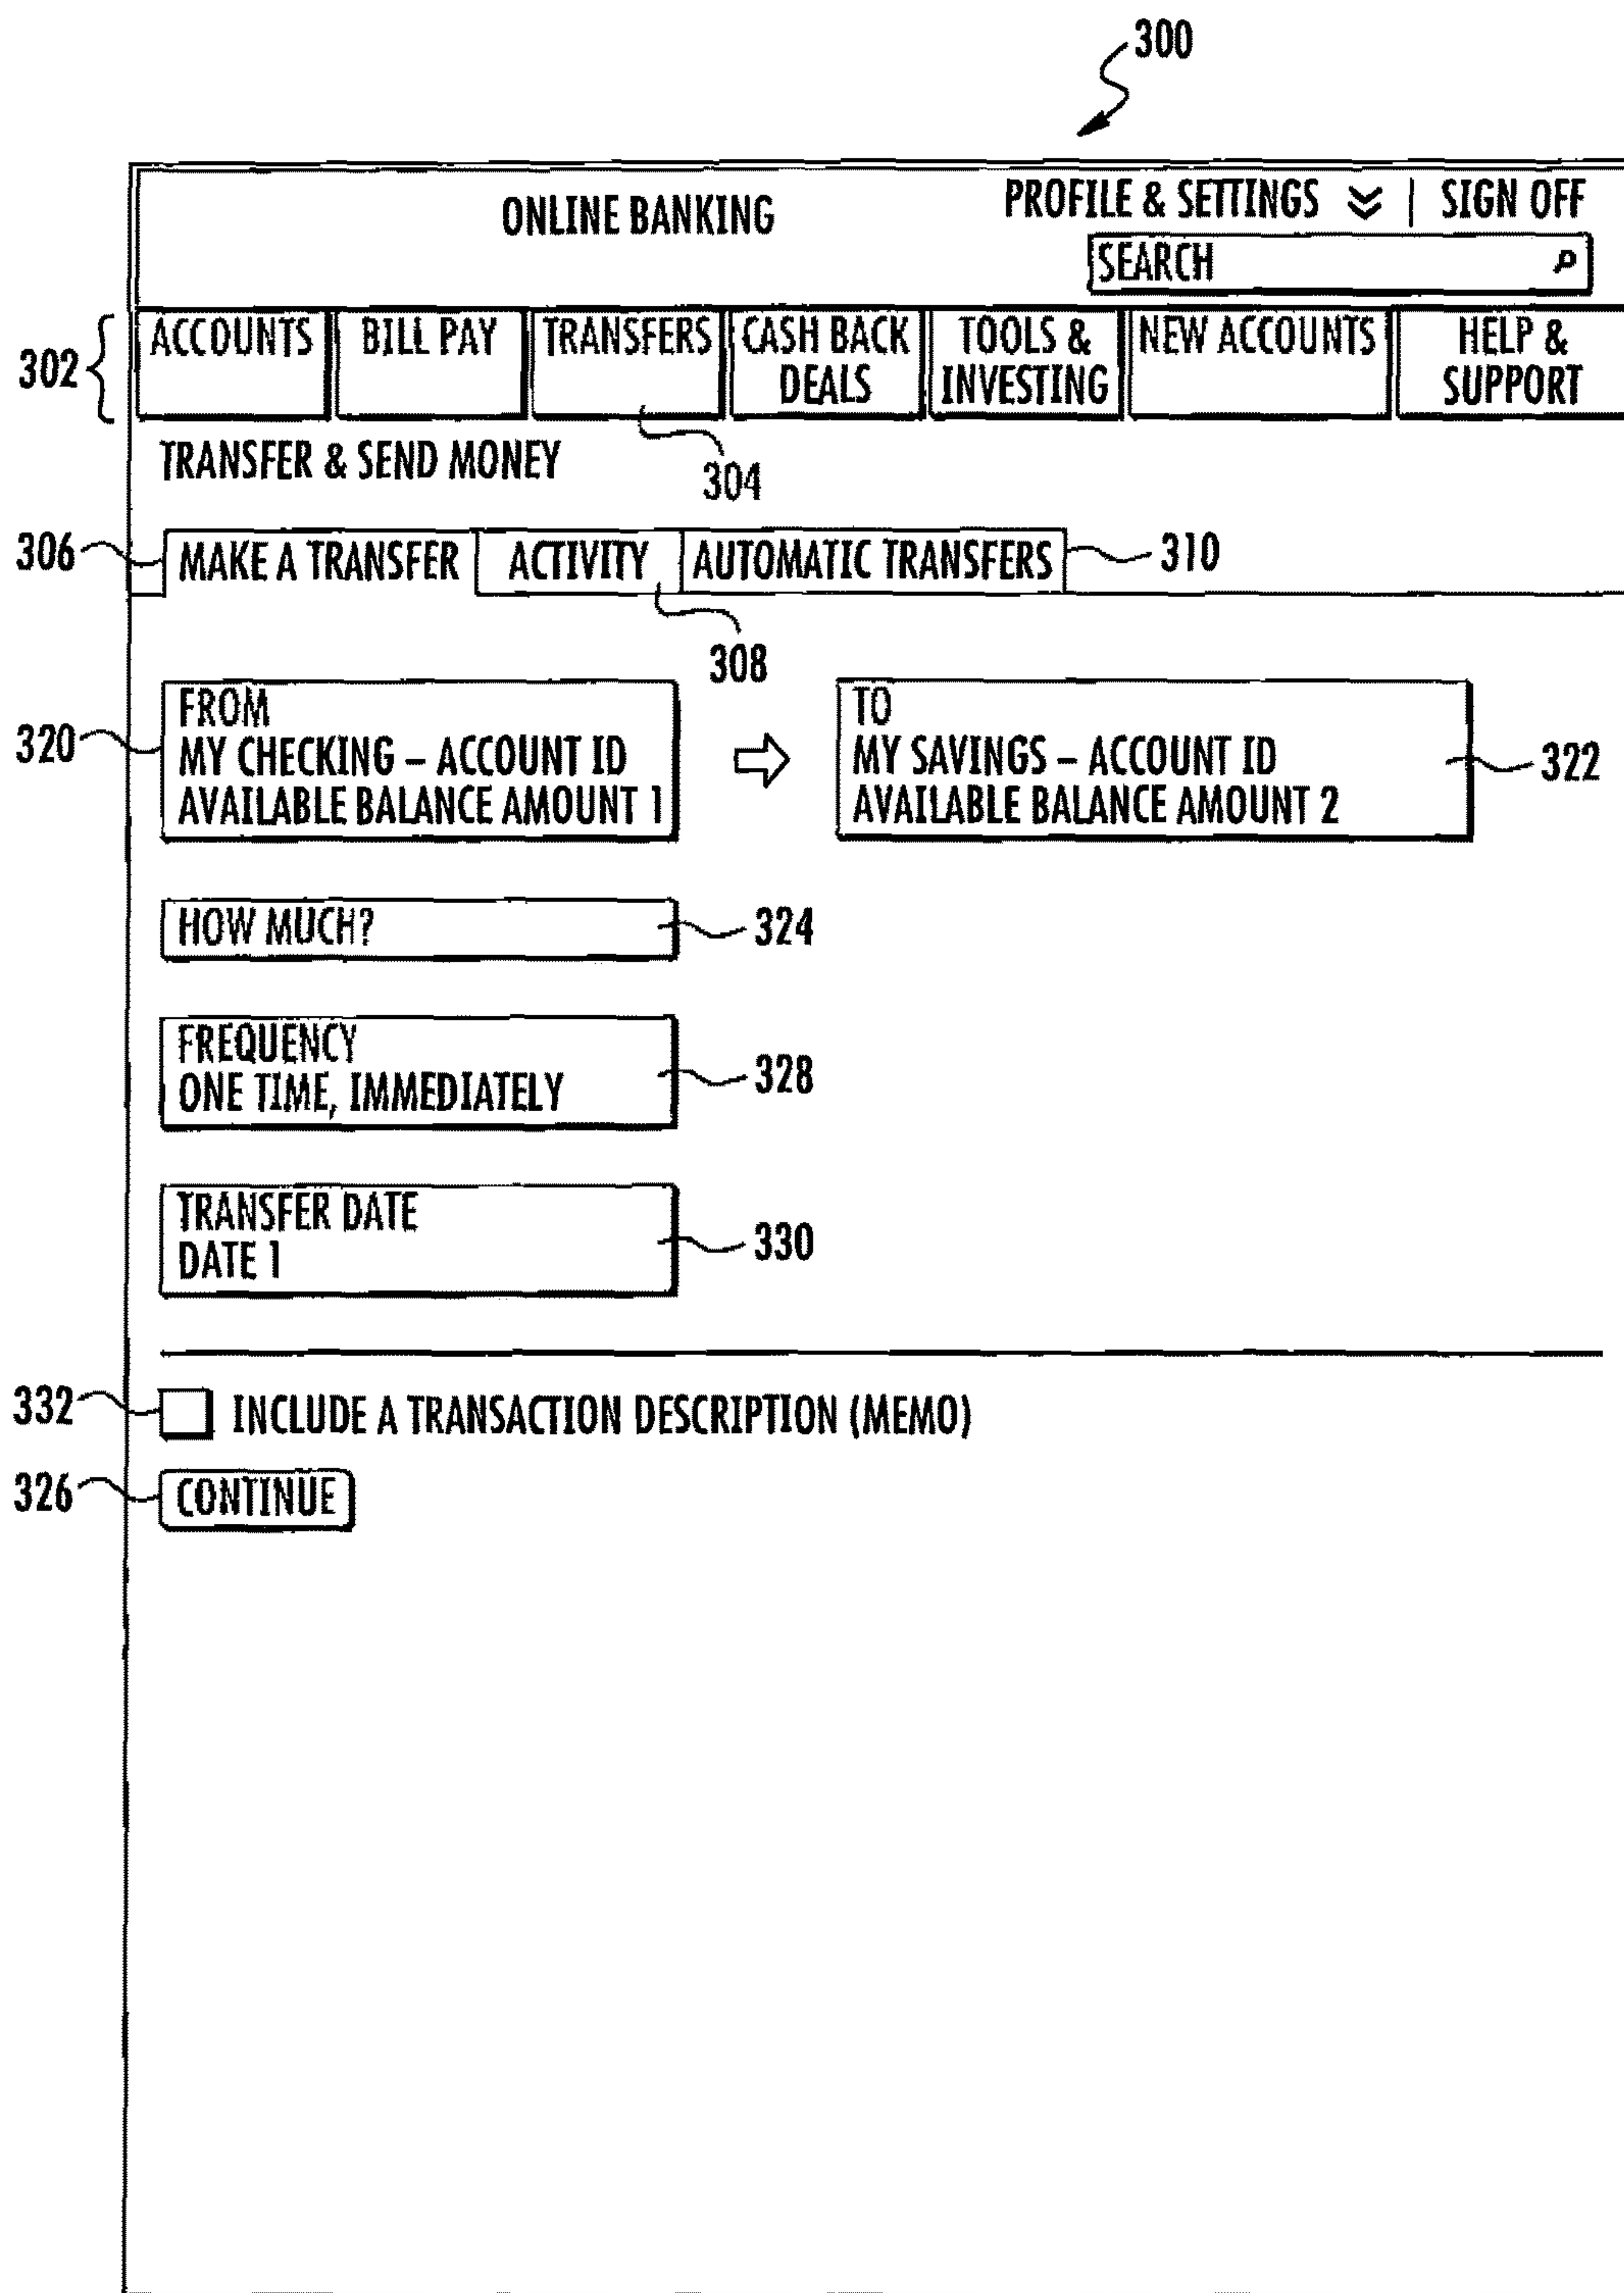 300
ONLINE BANKING
PROFILE & SETTINGS | SIGN OFF
SEARCH
302
ACCOUNTS
BILL PAY
TRANSFERS
CASH BACK
DEALS
TOOLS &
INVESTING
NEW ACCOUNTS
HELP &
SUPPORT
304
TRANSFER & SEND MONEY
306
MAKE A TRANSFER
ACTIVITY
AUTOMATIC TRANSFERS
310
308
320
FROM
MY CHECKING – ACCOUNT ID
AVAILABLE BALANCE AMOUNT 1
TO
MY SAVINGS – ACCOUNT ID
AVAILABLE BALANCE AMOUNT 2
322
HOW MUCH?
324
FREQUENCY
ONE TIME, IMMEDIATELY
328
TRANSFER DATE
DATE 1
330
332
INCLUDE A TRANSACTION DESCRIPTION (MEMO)
326
CONTINUE